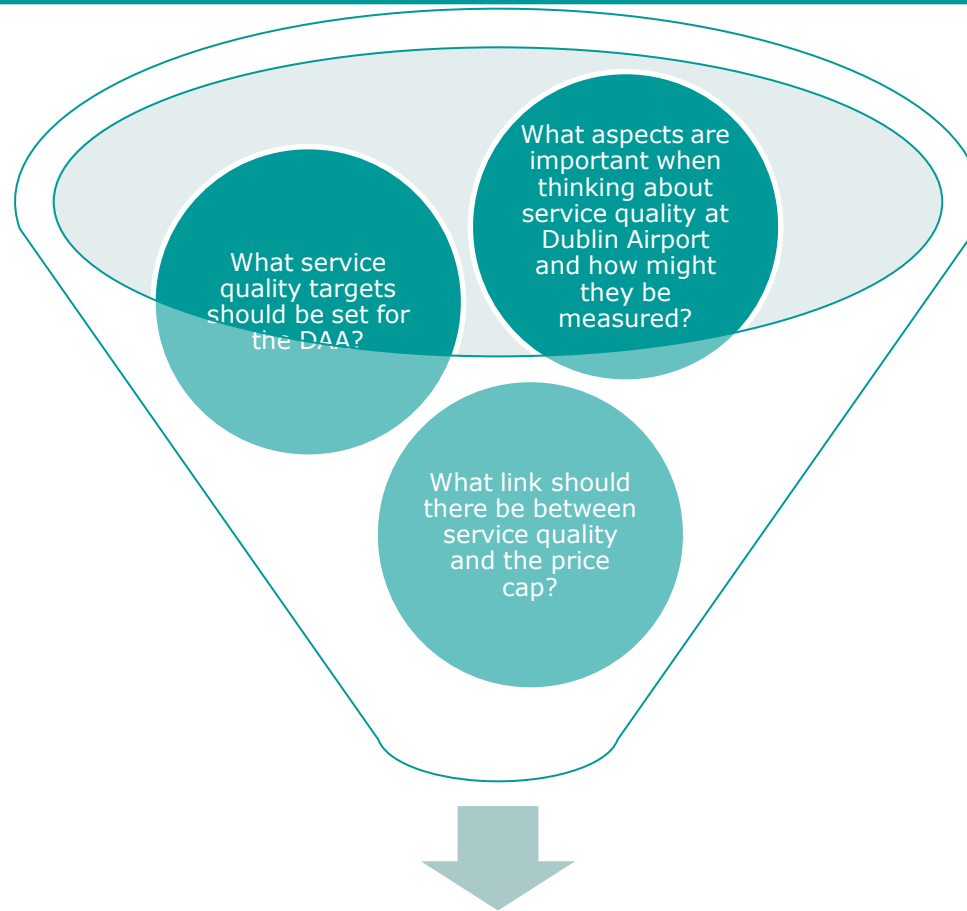 What aspects are
important when
thinking about
service quality at
Dublin Airport
and how might
they be
measured?
What service
quality targets
should be set for
the DAA?
What link should
there be between
service quality
and the price
cap?